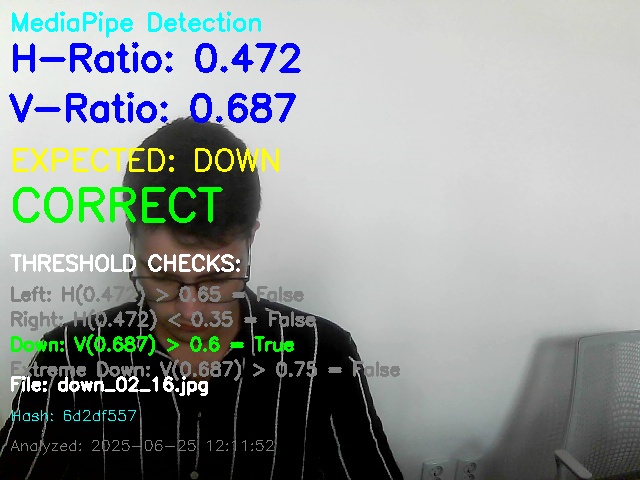 MediaPipe Detection
H-Ratio: 0.472
V-Ratio: 0.687
EXPECTED: DOWN
CORRECT
THRESHOLD CHECKS:
Left: H(0.472) > 0.65 = False
Right: H(0.472) < 0.35 = False
Down: V(0.687) > 0.6 = True
Extreme Down: V(0.687) > 0.75 = False
File: down_02_16.jpg
Hash: 6d2df557
Analyzed: 2025-06-25 12:11:52